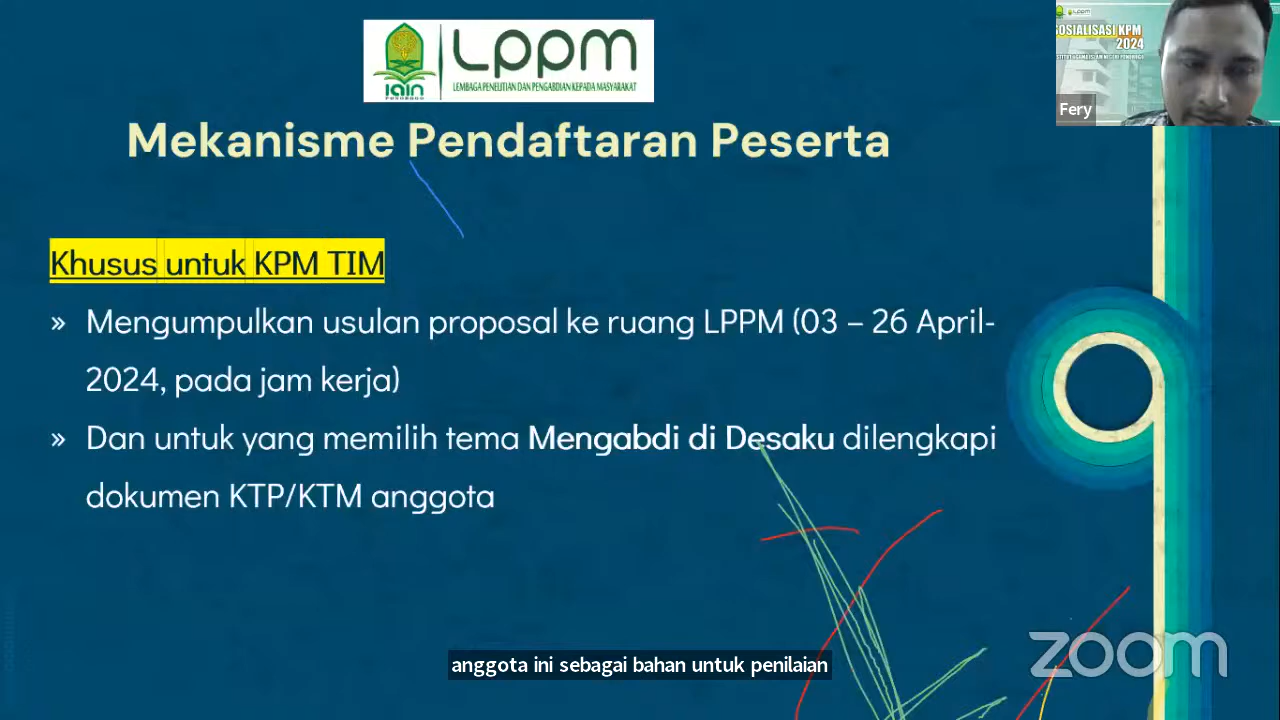 iain
PONOROGO
LPPM
LEMBAGA PENELITIAN DAN PENGABDIAN KEPADA MASYARAKAT
SOSIALISASI KPM
2024
Fery
Mekanisme Pendaftaran Peserta
Khusus untuk KPM TIM
» Mengumpulkan usulan proposal ke ruang LPPM (03 – 26 April-
2024, pada jam kerja)
» Dan untuk yang memilih tema Mengabdi di Desaku dilengkapi
dokumen KTP/KTM anggota
anggota ini sebagai bahan untuk penilaian
zoom